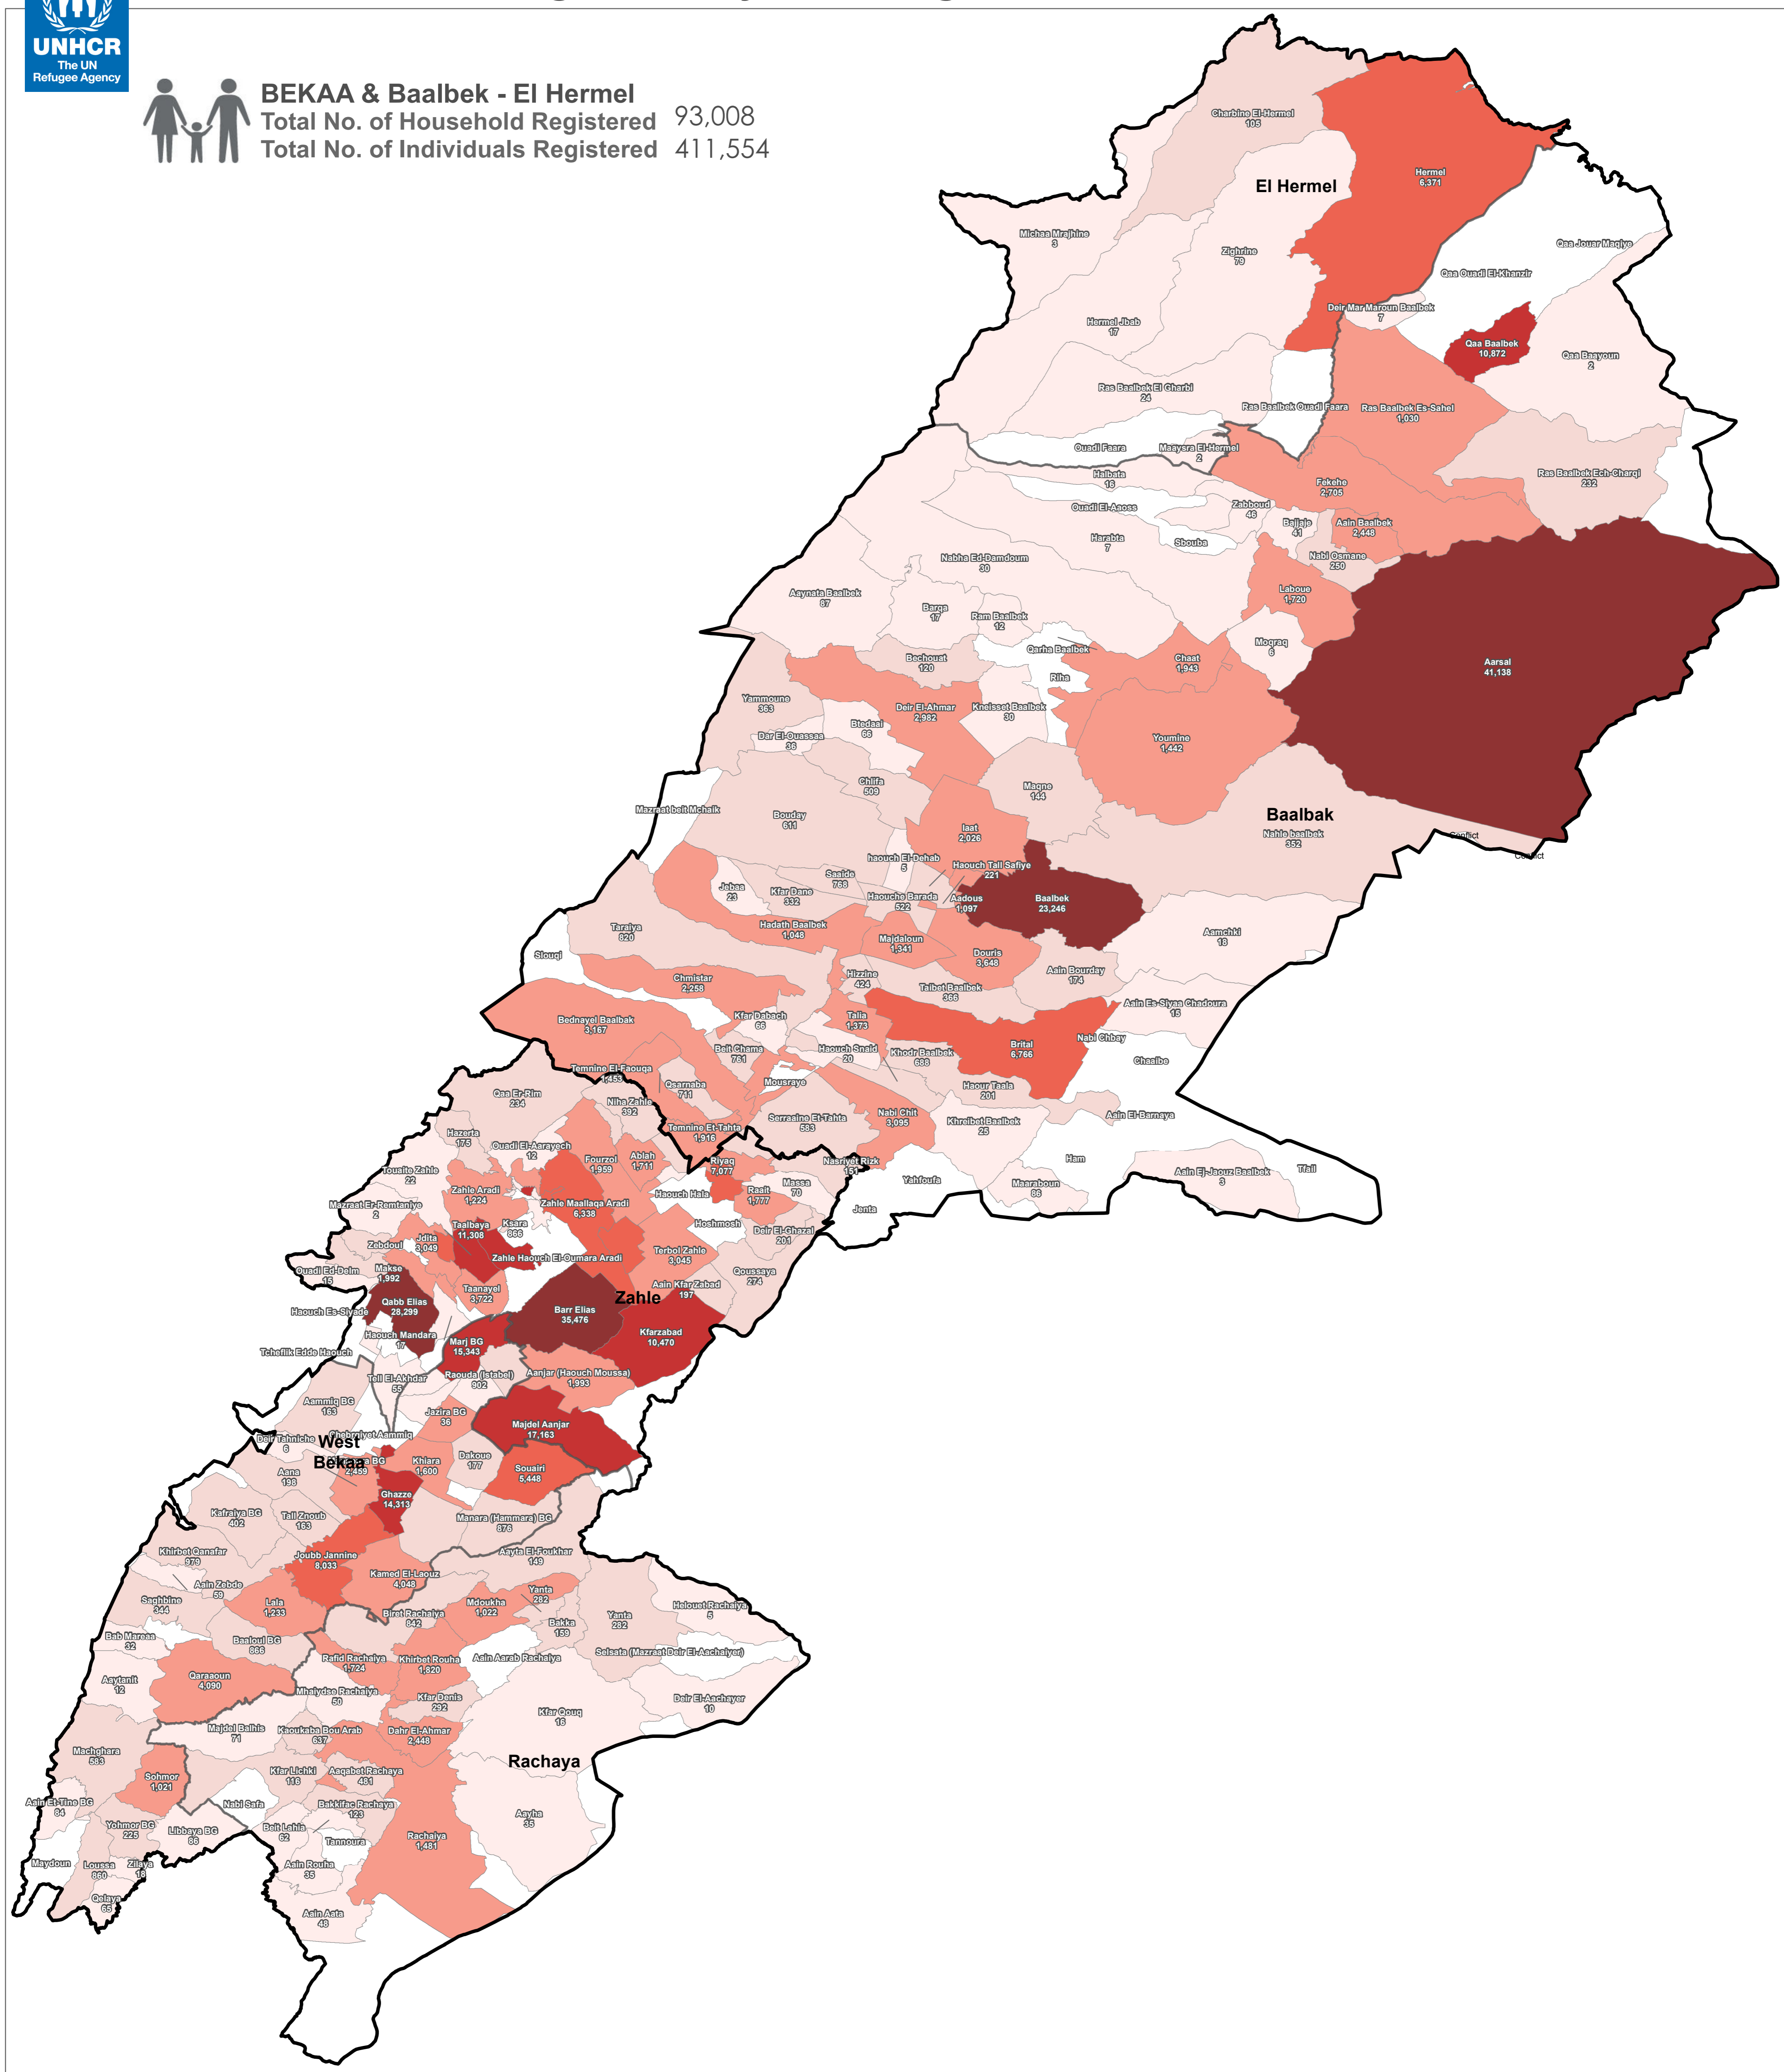 UNHCR
The UN
Refugee Agency
BEKAA & Baalbek - El Hermel
Total No. of Household Registered 93,008
Total No. of Individuals Registered 411,554
Charbine El-Hermel
105
Hermel
6,371
El Hermel
Michaa Mrajhine
3
Zighrine
79
Qaa Jouar Maqiye
Qaa Ouadi El-Khanzir
Hermel Jbab
17
Deir Mar Maroun Baalbek
7
Qaa Baalbek
10,872
Qaa Baayoun
2
Ras Baalbek El Gharbi
24
Ras Baalbek Ouadi Faara
Ras Baalbek Es-Sahel
1,030
Ouadi Faara
Maaysra El-Hermel
2
Halbata
16
Fekehe
2,705
Ras Baalbek Ech-Charqi
232
Ouadi El-Aaoss
Zabboud
46
Bajjaje
41
Aain Baalbek
2,448
Harabta
7
Sbouba
Nabi Osmane
250
Nabha Ed-Damdoum
30
Aaynata Baalbek
87
Barqa
17
Ram Baalbek
12
Laboue
1,720
Moqraq
6
Qarha Baalbek
Bechouat
120
Chaat
1,943
Riha
Aarsal
41,138
Yammoune
363
Deir El-Ahmar
2,982
Kneisset Baalbek
30
Btedaai
66
Dar El-Ouassaa
36
Youmine
1,442
Chlifa
509
Maqne
144
Mazraat beit Mchaik
Bouday
611
Baalbak
Nahle baalbek
352
Conflict
Conflict
Iaat
2,026
haouch El-Dehab
5
Haouch Tall Safiye
221
Saaide
768
Jebaa
23
Kfar Dane
332
Haouche Barada
522
Aadous
1,097
Baalbek
23,246
Taraiya
820
Hadath Baalbek
1,048
Majdaloun
1,341
Aamchki
18
Slouqi
Douris
3,648
Hizzine
424
Aain Bourday
174
Chmistar
2,258
Taibet Baalbek
366
Aain Es-Siyaa Chadoura
15
Bednayel Baalbak
3,167
Kfar Dabach
66
Talia
1,373
Brital
6,766
Nabi Chbay
Beit Chama
761
Haouch Snaid
20
Khodr Baalbek
688
Chaaibe
Temnine El-Faouqa
1,453
Mousraye
Haour Taala
201
Qaa Er-Rim
234
Qsarnaba
711
Niha Zahle
392
Serraaine Et-Tahta
583
Nabi Chit
3,095
Khreibet Baalbek
25
Aain El-Barnaya
Hazerta
175
Temnine Et-Tahta
1,916
Ouadi El-Aarayech
12
Fourzol
1,959
Ablah
1,711
Riyaq
7,077
Nasriyet Rizk
151
Ham
Touaite Zahle
22
Yahfoufa
Aain Ej-Jaouz Baalbek
3
Tfail
Massa
70
Maaraboun
86
Zahle Aradi
1,224
Haouch Hala
Raait
1,777
Mazraat Er-Remtaniye
2
Zahle Maallaqa Aradi
6,338
Jenta
Taalbaya
11,308
Ksara
866
Hoshmosh
Deir El-Ghazal
201
Zebdoul
Jdita
3,049
Zahle Haouch El-Oumara Aradi
Terbol Zahle
3,045
Ouadi Ed-Delm
15
Makse
1,992
Qoussaya
274
Taanayel
3,722
Aain Kfar Zabad
197
Haouch Es-Siyade
Qabb Elias
28,299
Barr Elias
35,476
Zahle
Haouch Mandara
17
Marj BG
15,343
Kfarzabad
10,470
Tcheflik Edde Haouch
Tell El-Akhdar
55
Raouda (Istabel)
902
Aanjar (Haouch Moussa)
1,993
Aammiq BG
163
Jazira BG
36
Majdel Aanjar
17,163
Deir Tahniche
6
West
Bekaa
2,459
Khiara
1,600
Dakoue
177
Souairi
5,448
Aana
198
Ghazze
14,313
Kafraiya BG
402
Tall Znoub
163
Manara (Hammara) BG
876
Khirbet Qanafar
979
Joubb Jannine
8,033
Aayta El-Foukhar
149
Kamed El-Laouz
4,048
Aain Zebde
59
Saghbine
344
Lala
1,233
Mdoukha
1,022
Yanta
282
Helouet Rachaiya
5
Biret Rachaiya
842
Bakka
159
Yanta
282
Bab Mareaa
32
Baaloul BG
866
Selsata (Mazraat Deir El-Aachaiyer)
Aaytanit
12
Qaraaoun
4,090
Rafid Rachaiya
1,724
Khirbet Rouha
1,820
Aain Aarab Rachaiya
Mhaiydse Rachaiya
50
Kfar Denis
292
Deir El-Aachayer
10
Kfar Qouq
16
Majdel Balhis
71
Kaoukaba Bou Arab
637
Dahr El-Ahmar
2,448
Machghara
583
Rachaya
Sohmor
1,021
Kfar Lichki
116
Aaqabet Rachaya
481
Aain Et-Tine BG
84
Nabi Safa
Bakkifac Rachaya
123
Aayha
35
Yohmor BG
225
Libbaya BG
86
Beit Lahia
62
Tannoura
Rachaiya
1,481
Maydoun
Loussa
860
Zilaya
18
Aain Rouha
35
Qelaya
65
Aain Aata
48